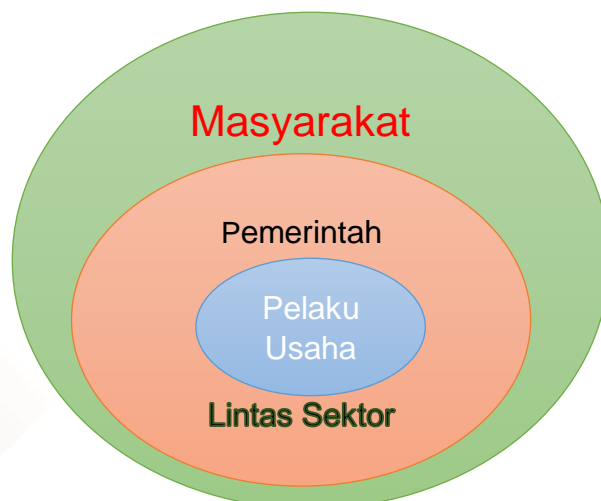 Masyarakat
Pemerintah
Pelaku
Usaha
Lintas Sektor